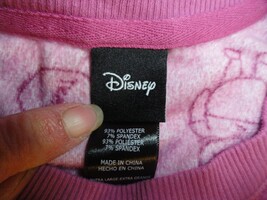 Disney
93% POLYESTER
7% SPANDEX
93% POLIESTER
7% SPANDEX
MADE IN CHINA
HECHO EN CHINA